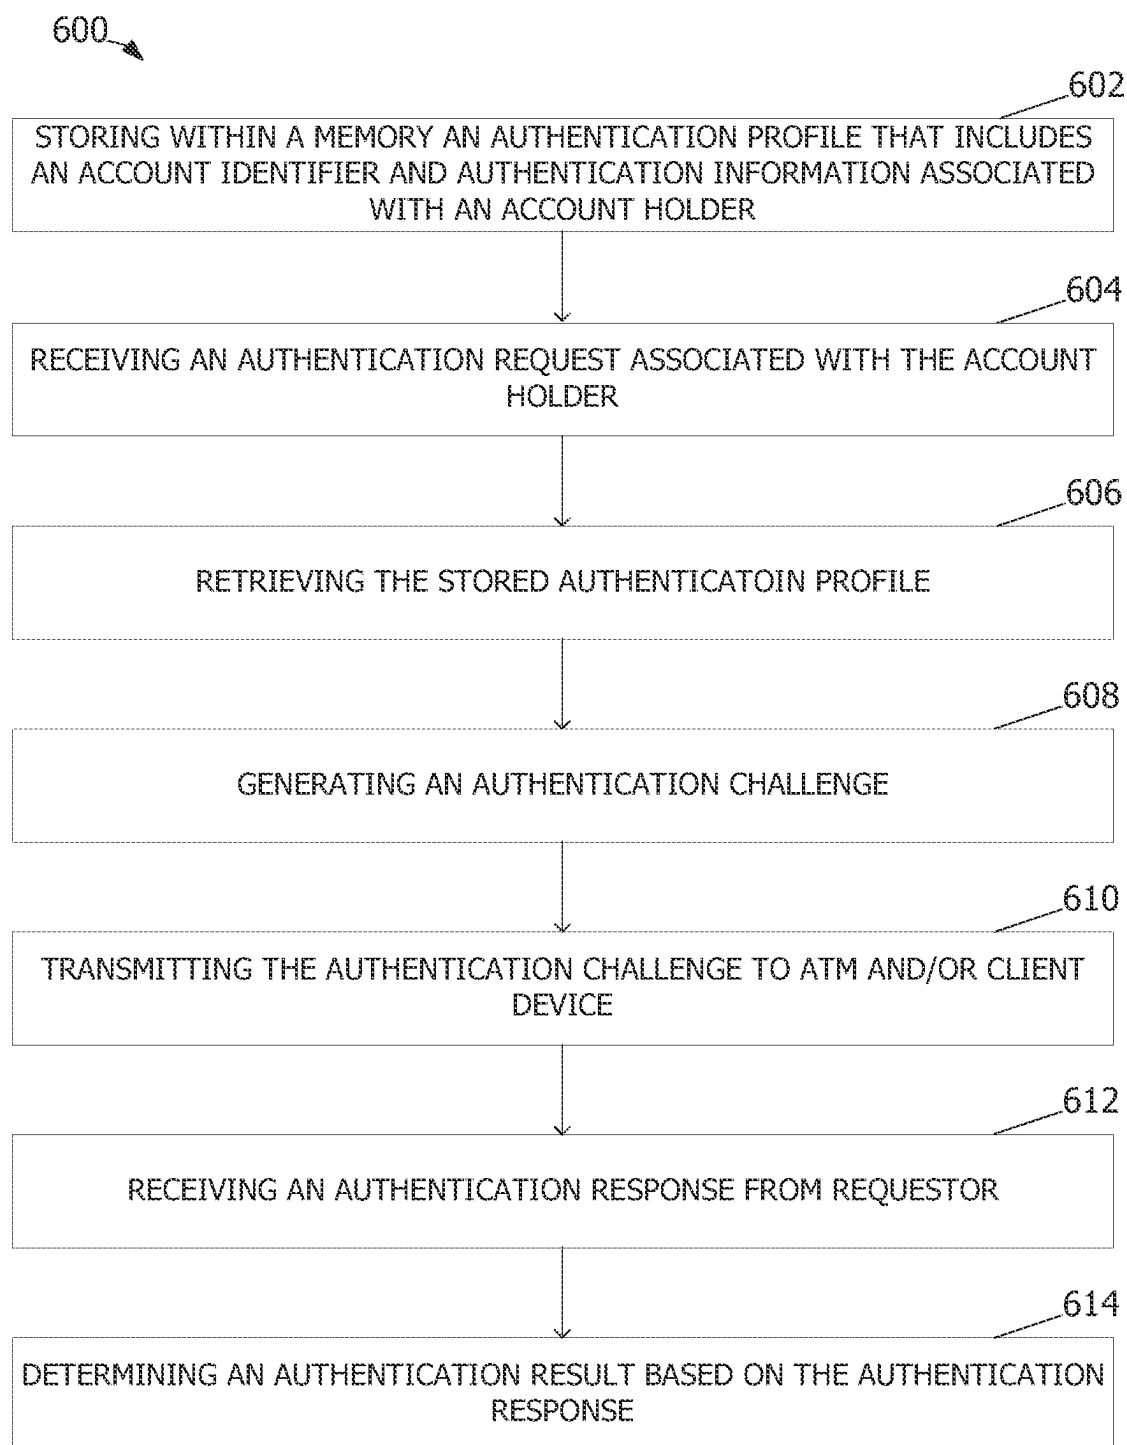 600
602
STORING WITHIN A MEMORY AN AUTHENTICATION PROFILE THAT INCLUDES
AN ACCOUNT IDENTIFIER AND AUTHENTICATION INFORMATION ASSOCIATED
WITH AN ACCOUNT HOLDER
604
RECEIVING AN AUTHENTICATION REQUEST ASSOCIATED WITH THE ACCOUNT
HOLDER
606
RETRIEVING THE STORED AUTHENTICATOIN PROFILE
608
GENERATING AN AUTHENTICATION CHALLENGE
610
TRANSMITTING THE AUTHENTICATION CHALLENGE TO ATM AND/OR CLIENT
DEVICE
612
RECEIVING AN AUTHENTICATION RESPONSE FROM REQUESTOR
614
DETERMINING AN AUTHENTICATION RESULT BASED ON THE AUTHENTICATION
RESPONSE